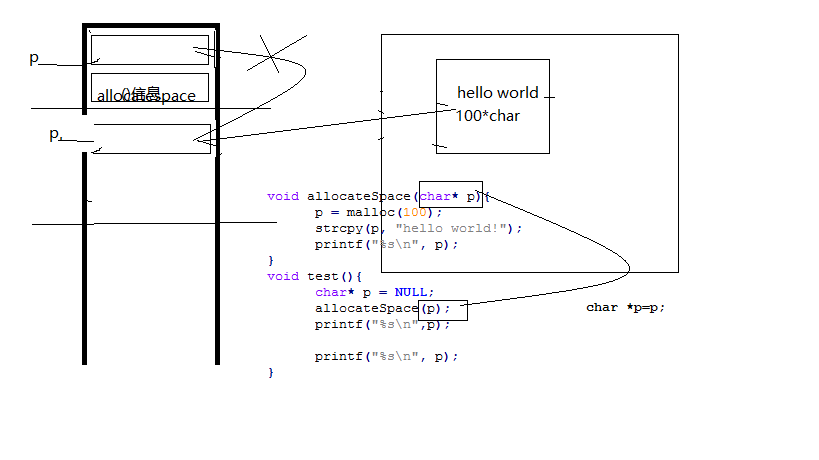 p
allocatespace
()信息
p,
hello world
100*char
void allocateSpace(char* p){
p = malloc(100);
strcpy(p, "hello world!");
printf("%s\n", p);
}
void test(){
char* p = NULL;
allocateSpace(p);
char *p=p;
printf("%s\n",p);
printf("%s\n", p);
}